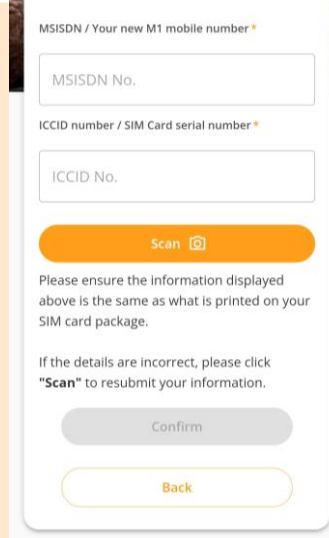 MSISDN / Your new M1 mobile number *
MSISDN No.
ICCID number / SIM Card serial number *
ICCID No.
Scan
Please ensure the information displayed
above is the same as what is printed on your
SIM card package.
If the details are incorrect, please click
"Scan" to resubmit your information.
Confirm
Back